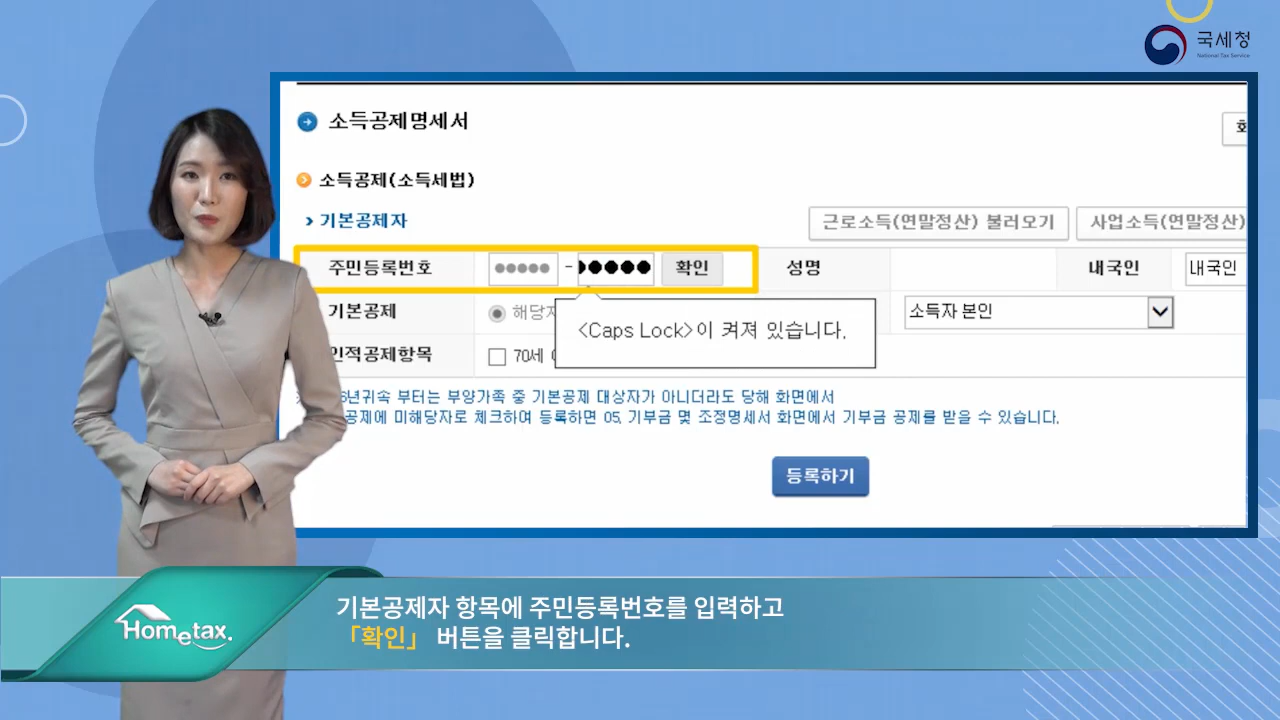 국세청
National Tax Service
소득공제명세서
소득공제(소득세법)
기본공제자
근로소득(연말정산) 불러오기
사업소득(연말정산)
주민등록번호
-
확인
성명
내국인
내국인
기본공제
해당
소득자 본인
<Caps Lock>이 켜져 있습니다.
인적공제항목
70세
년귀속 부터는 부양가족 중 기본공제 대상자가 아니더라도 당해 화면에서
공제에 미해당자로 체크하여 등록하면 05. 기부금 및 조정명세서 화면에서 기부금 공제를 받을 수 있습니다.
등록하기
Hometax.
기본공제자 항목에 주민등록번호를 입력하고
「확인」 버튼을 클릭합니다.